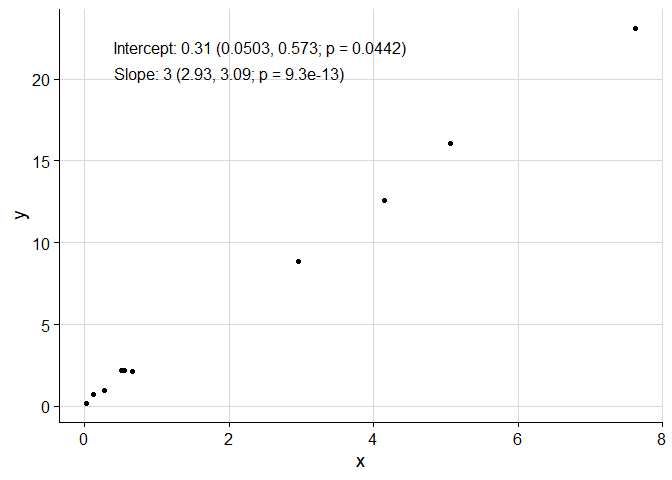 Intercept: 0.31 (0.0503, 0.573; p = 0.0442)
Slope: 3 (2.93, 3.09; p = 9.3e-13)
20
15
10
5
0
y
0 2 4 6 8
x